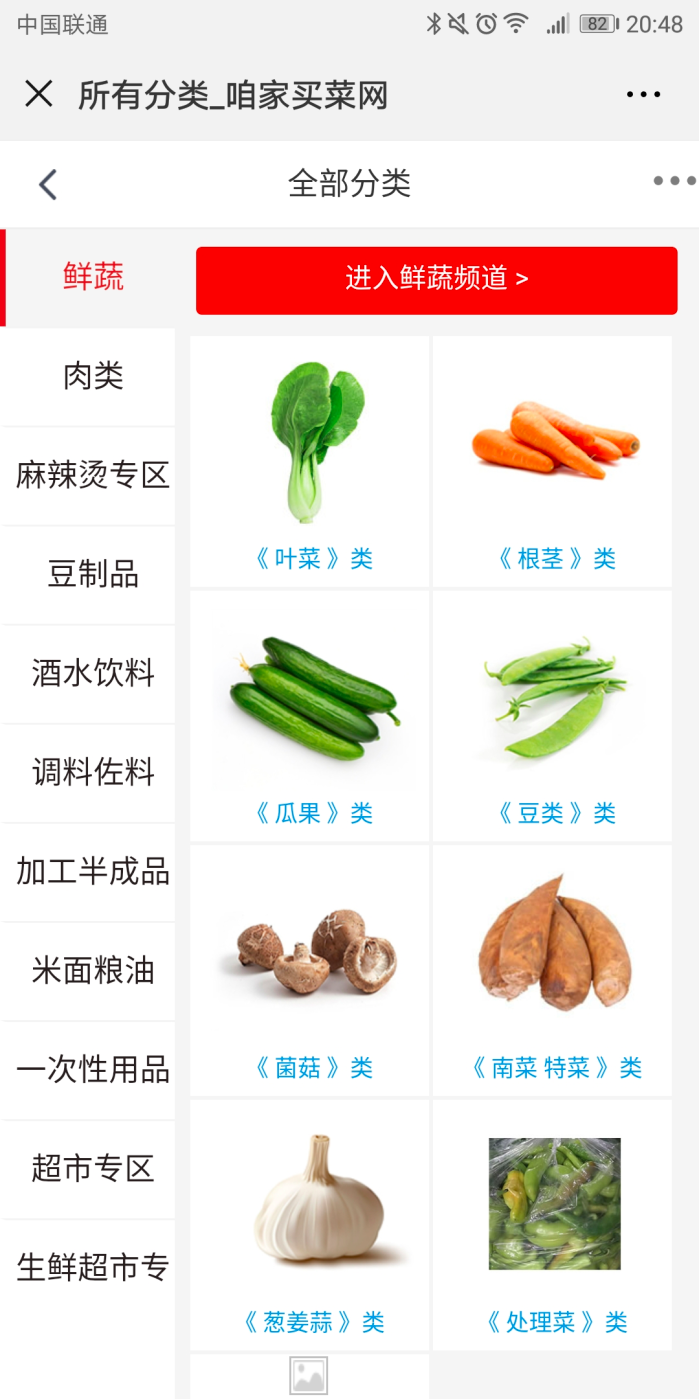 中国联通
82 20:48
所有分类_咱家买菜网
全部分类
鲜蔬
进入鲜蔬频道 >
肉类
麻辣烫专区
豆制品
酒水饮料
调料佐料
加工半成品
米面粮油
一次性用品
超市专区
生鲜超市专
《 叶菜 》 类
《 根茎 》 类
《 瓜果 》 类
《 豆类 》 类
《 菌菇 》 类
《 南菜 特菜 》 类
《 葱姜蒜 》 类
《 处理菜 》 类